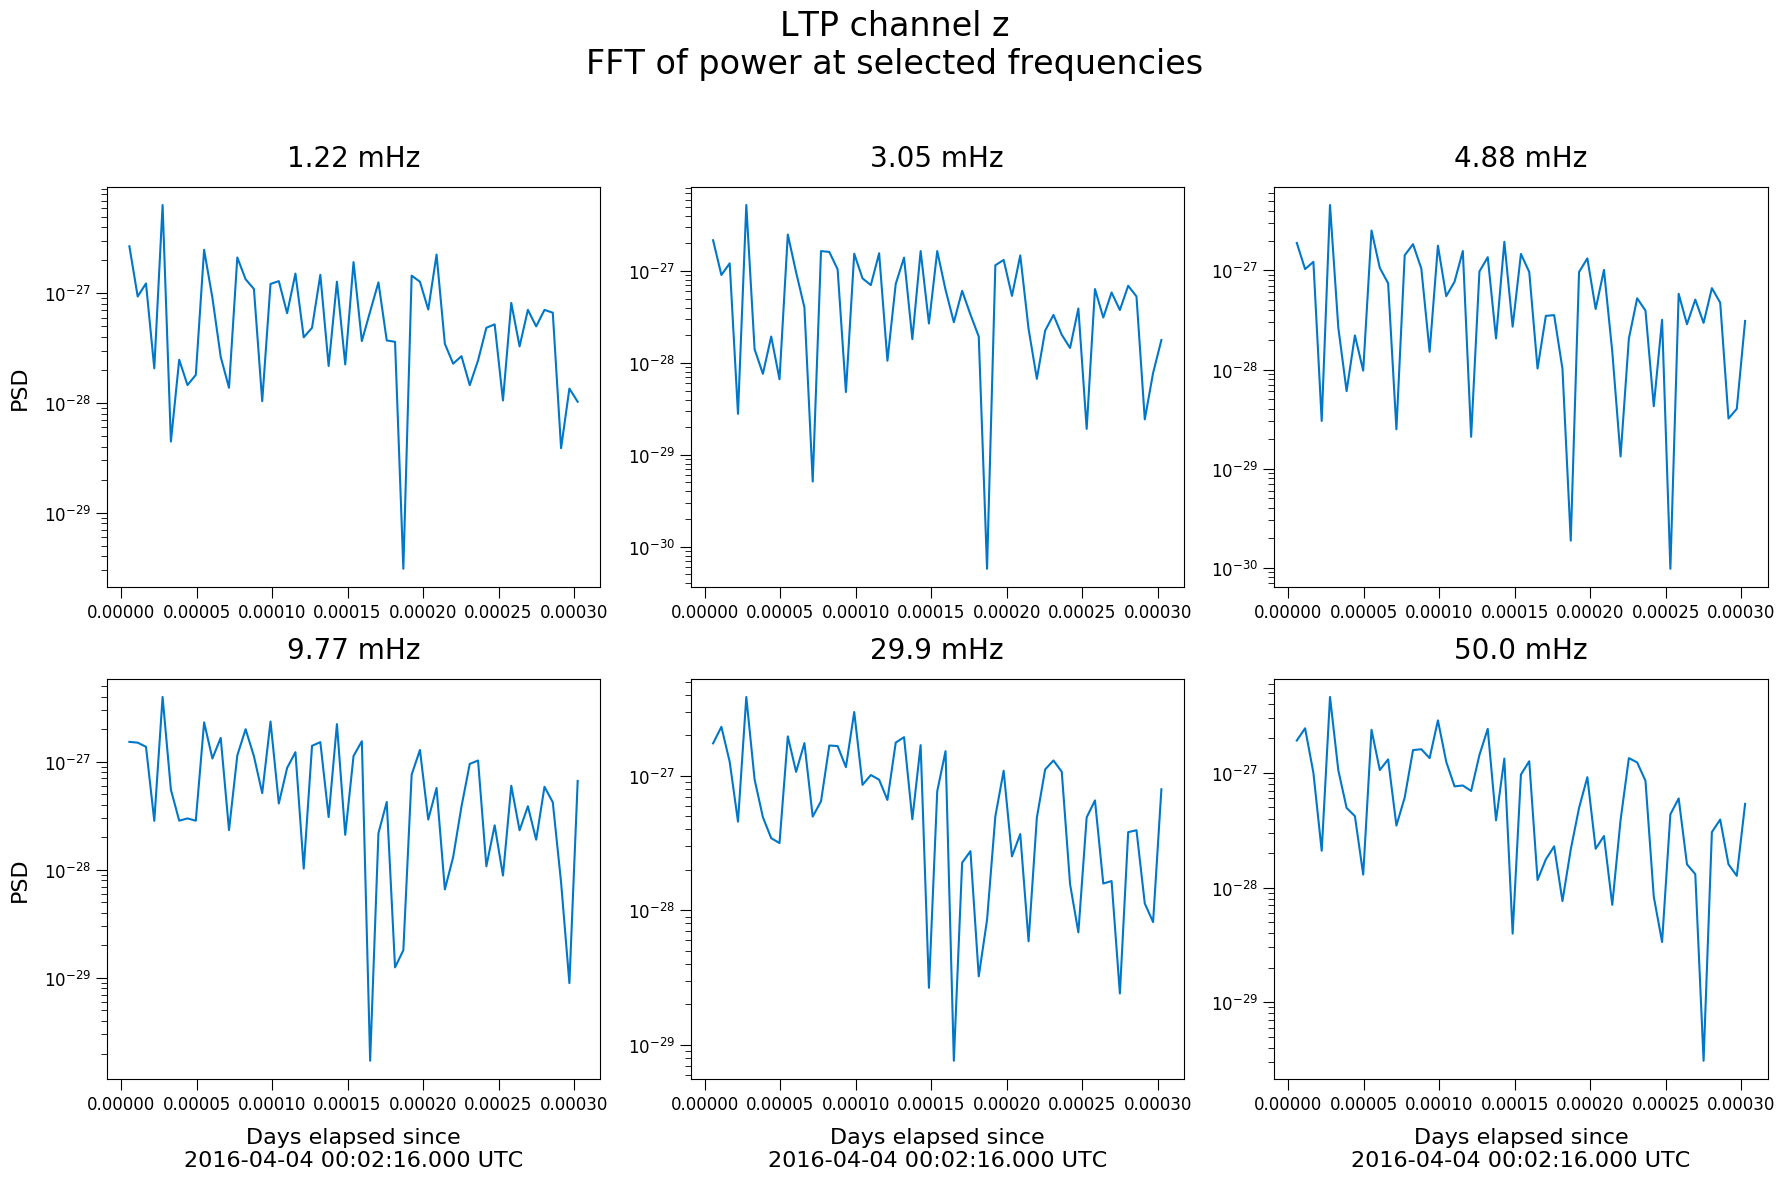 LTP channel z
FFT of power at selected frequencies
1.22 mHz
3.05 mHz
4.88 mHz
PSD
10⁻²⁷
10⁻²⁸
10⁻²⁹
0.00000 0.00005 0.00010 0.00015 0.00020 0.00025 0.00030
10⁻²⁷
10⁻²⁸
10⁻²⁹
10⁻³⁰
0.00000 0.00005 0.00010 0.00015 0.00020 0.00025 0.00030
10⁻²⁷
10⁻²⁸
10⁻²⁹
10⁻³⁰
0.00000 0.00005 0.00010 0.00015 0.00020 0.00025 0.00030
9.77 mHz
29.9 mHz
50.0 mHz
PSD
10⁻²⁷
10⁻²⁸
10⁻²⁹
0.00000 0.00005 0.00010 0.00015 0.00020 0.00025 0.00030
Days elapsed since
2016-04-04 00:02:16.000 UTC
10⁻²⁷
10⁻²⁸
10⁻²⁹
0.00000 0.00005 0.00010 0.00015 0.00020 0.00025 0.00030
Days elapsed since
2016-04-04 00:02:16.000 UTC
10⁻²⁷
10⁻²⁸
10⁻²⁹
0.00000 0.00005 0.00010 0.00015 0.00020 0.00025 0.00030
Days elapsed since
2016-04-04 00:02:16.000 UTC